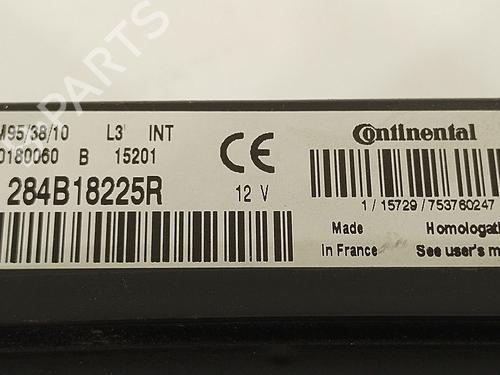 M95/38/10 L3 INT
0180060 B 15201
284B18225R
CE
12 V
Continental
1 / 15729 / 753760247
Made
In France
See user's
B-PARTS